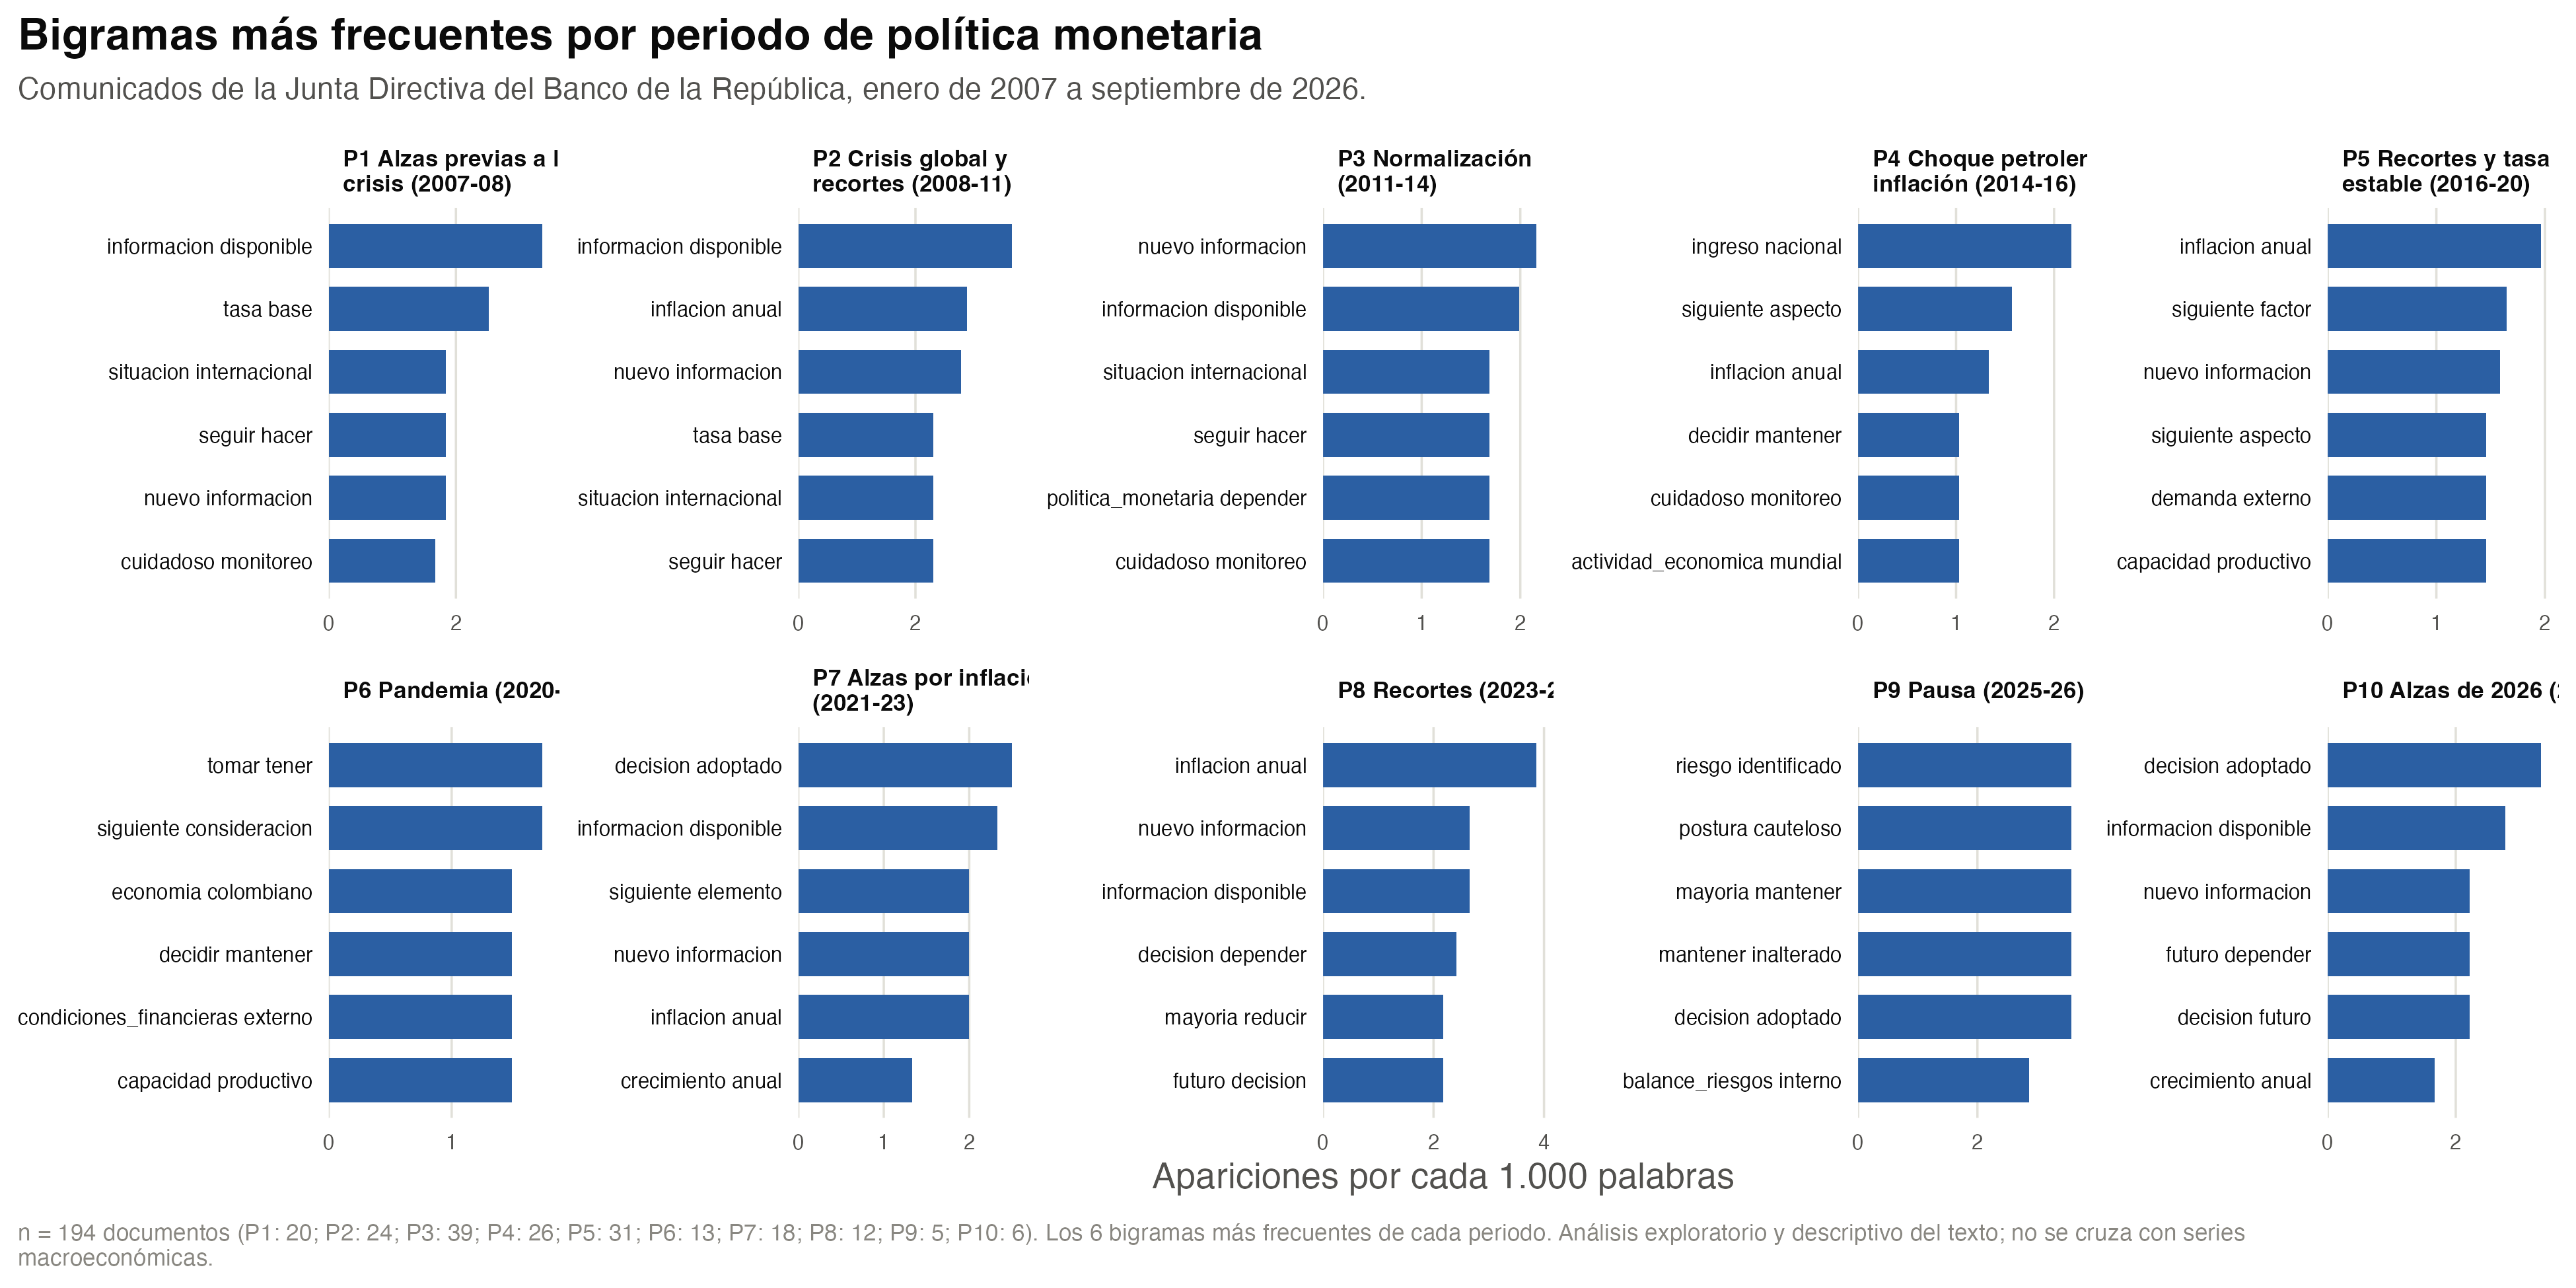 Bigramas más frecuentes por periodo de política monetaria
Comunicados de la Junta Directiva del Banco de la República, enero de 2007 a septiembre de 2026.
P1 Alzas previas a l
crisis (2007-08)
informacion disponible
tasa base
situacion internacional
seguir hacer
nuevo informacion
cuidadoso monitoreo
0 2
P2 Crisis global y
recortes (2008-11)
informacion disponible
inflacion anual
nuevo informacion
tasa base
situacion internacional
seguir hacer
0 2
P3 Normalización
(2011-14)
nuevo informacion
informacion disponible
situacion internacional
seguir hacer
politica_monetaria depender
cuidadoso monitoreo
0 1 2
P4 Choque petroler
inflación (2014-16)
ingreso nacional
siguiente aspecto
inflacion anual
decidir mantener
cuidadoso monitoreo
actividad_economica mundial
0 1 2
P5 Recortes y tasa
estable (2016-20)
inflacion anual
siguiente factor
nuevo informacion
siguiente aspecto
demanda externo
capacidad productivo
0 1 2
P6 Pandemia (2020-
tomar tener
siguiente consideracion
economia colombiano
decidir mantener
condiciones_financieras externo
capacidad productivo
0 1
P7 Alzas por inflaci
(2021-23)
decision adoptado
informacion disponible
siguiente elemento
nuevo informacion
inflacion anual
crecimiento anual
0 1 2
P8 Recortes (2023-2
inflacion anual
nuevo informacion
informacion disponible
decision depender
mayoria reducir
futuro decision
0 2 4
P9 Pausa (2025-26)
riesgo identificado
postura cauteloso
mayoria mantener
mantener inalterado
decision adoptado
balance_riesgos interno
0 2
P10 Alzas de 2026 (
decision adoptado
informacion disponible
nuevo informacion
futuro depender
decision futuro
crecimiento anual
0 2
Apariciones por cada 1.000 palabras
n = 194 documentos (P1: 20; P2: 24; P3: 39; P4: 26; P5: 31; P6: 13; P7: 18; P8: 12; P9: 5; P10: 6). Los 6 bigramas más frecuentes de cada periodo. Análisis exploratorio y descriptivo del texto; no se cruza con series
macroeconómicas.